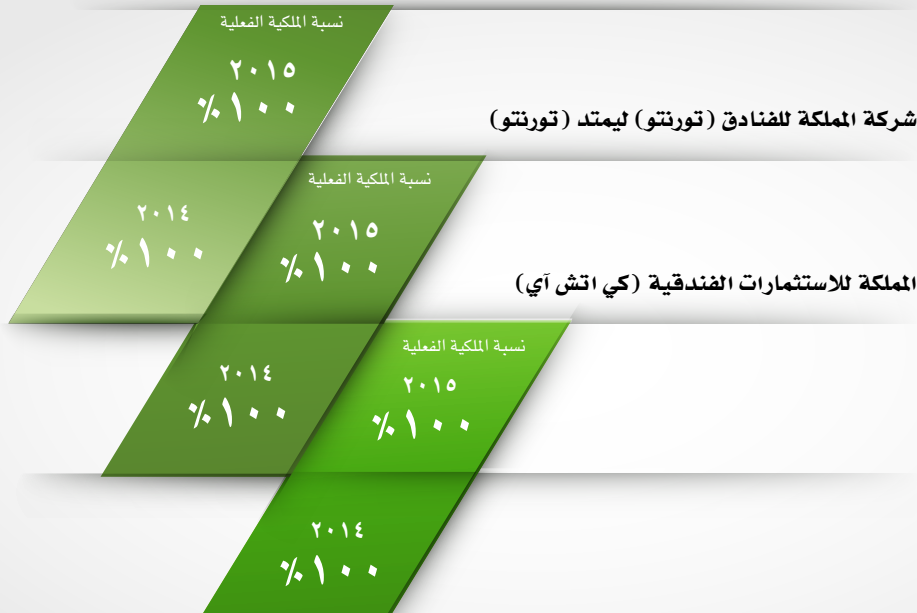 نسبة الملكية الفعلية
٢٠١٥
٪١٠٠
شركة المملكة للفنادق (تورنتو) ليمتد (تورنتو)
٢٠١٤
٪١٠٠
نسبة الملكية الفعلية
٢٠١٥
٪١٠٠
المملكة للاستثمارات الفندقية (كي اتش آي)
٢٠١٤
٪١٠٠
نسبة الملكية الفعلية
٢٠١٥
٪١٠٠
٢٠١٤
٪١٠٠